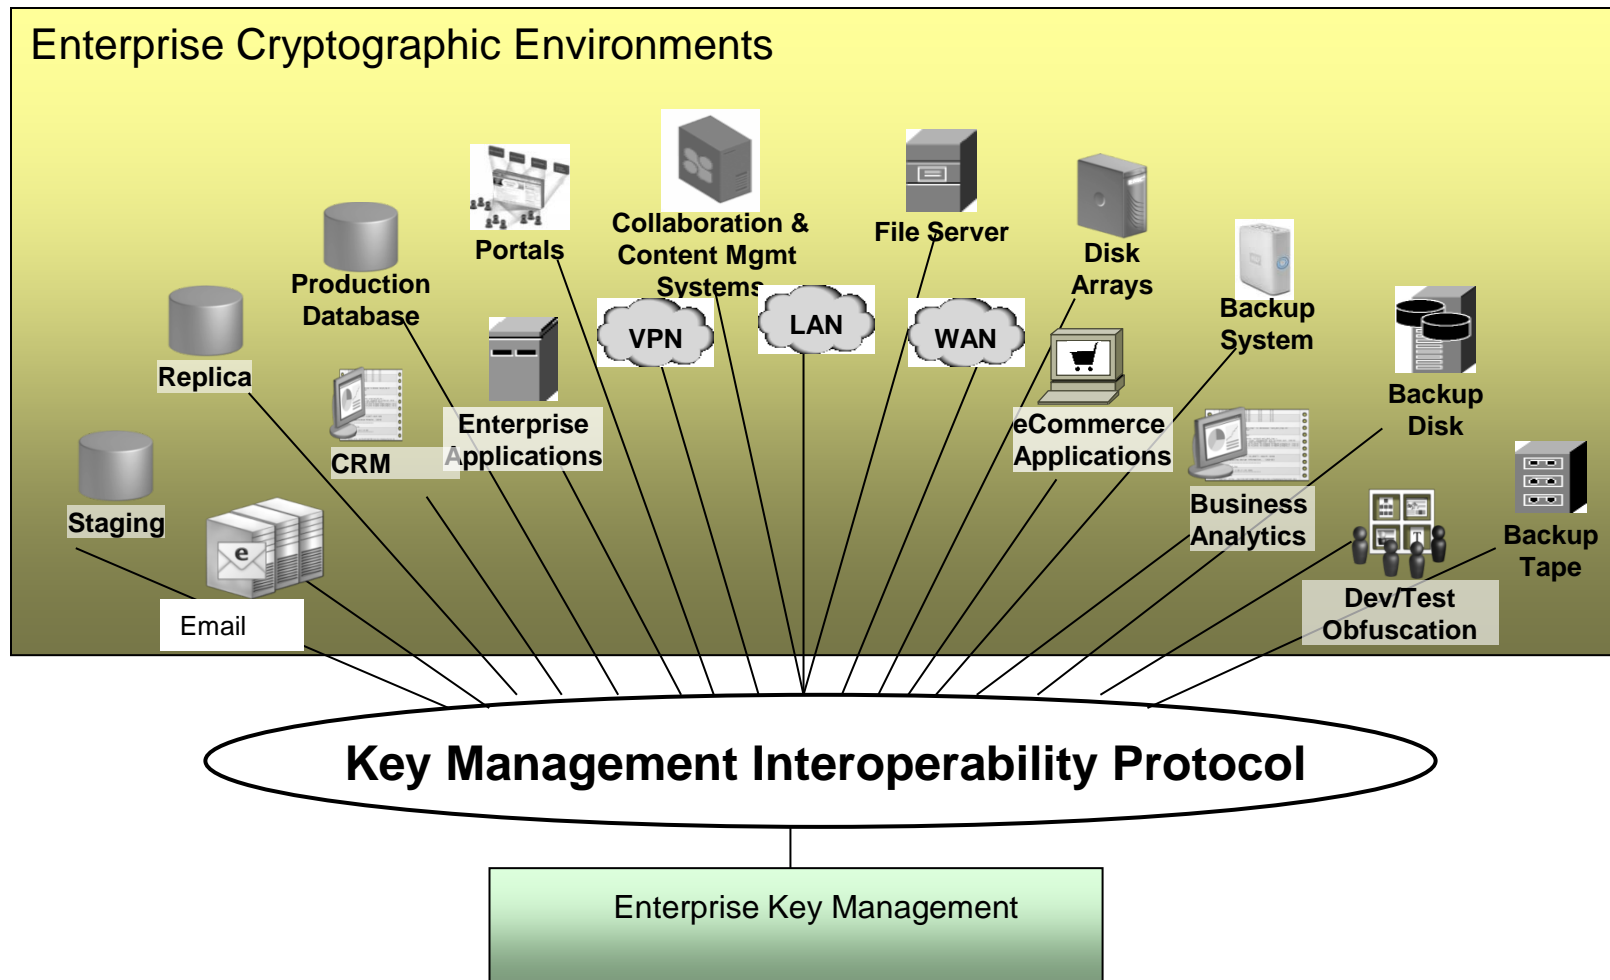 Enterprise Cryptographic Environments
Portals
Collaboration &
Content Mgmt
Systems
File Server
Disk
Arrays
Production
Database
Backup
System
Replica
VPN
LAN
WAN
Backup
Disk
CRM
Enterprise
Applications
eCommerce
Applications
Staging
Business
Analytics
Backup
Tape
e
Email
T
Dev/Test
Obfuscation
Key Management Interoperability Protocol
Enterprise Key Management